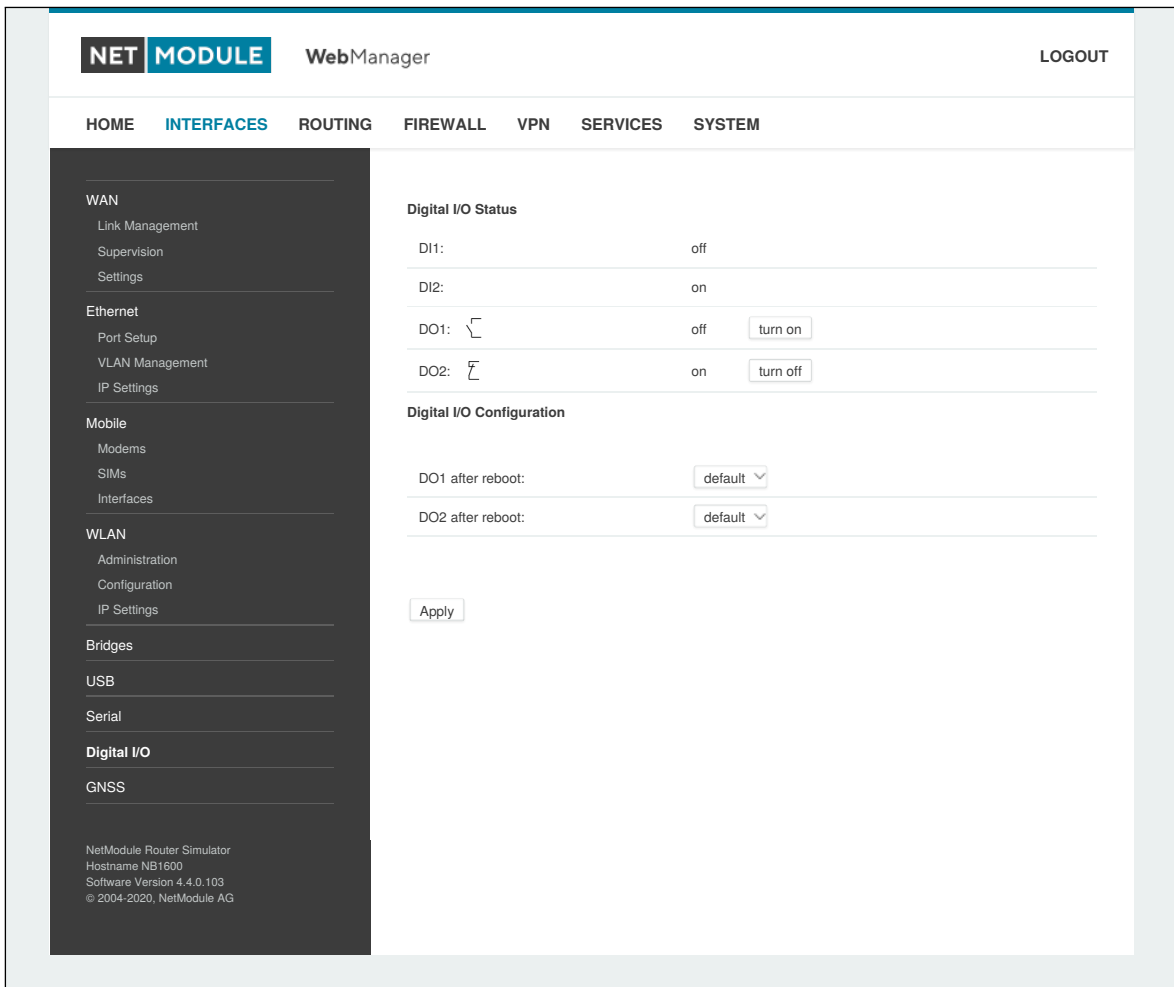 NET MODULE WebManager LOGOUT
HOME INTERFACES ROUTING FIREWALL VPN SERVICES SYSTEM
WAN
Link Management
Supervision
Settings
Ethernet
Port Setup
VLAN Management
IP Settings
Mobile
Modems
SIMs
Interfaces
WLAN
Administration
Configuration
IP Settings
Bridges
USB
Serial
Digital I/O
GNSS
NetModule Router Simulator
Hostname NB1600
Software Version 4.4.0.103
© 2004-2020, NetModule AG
Digital I/O Status
DI1: off
DI2: on
DO1: off turn on
DO2: on turn off
Digital I/O Configuration
DO1 after reboot: default
DO2 after reboot: default
Apply